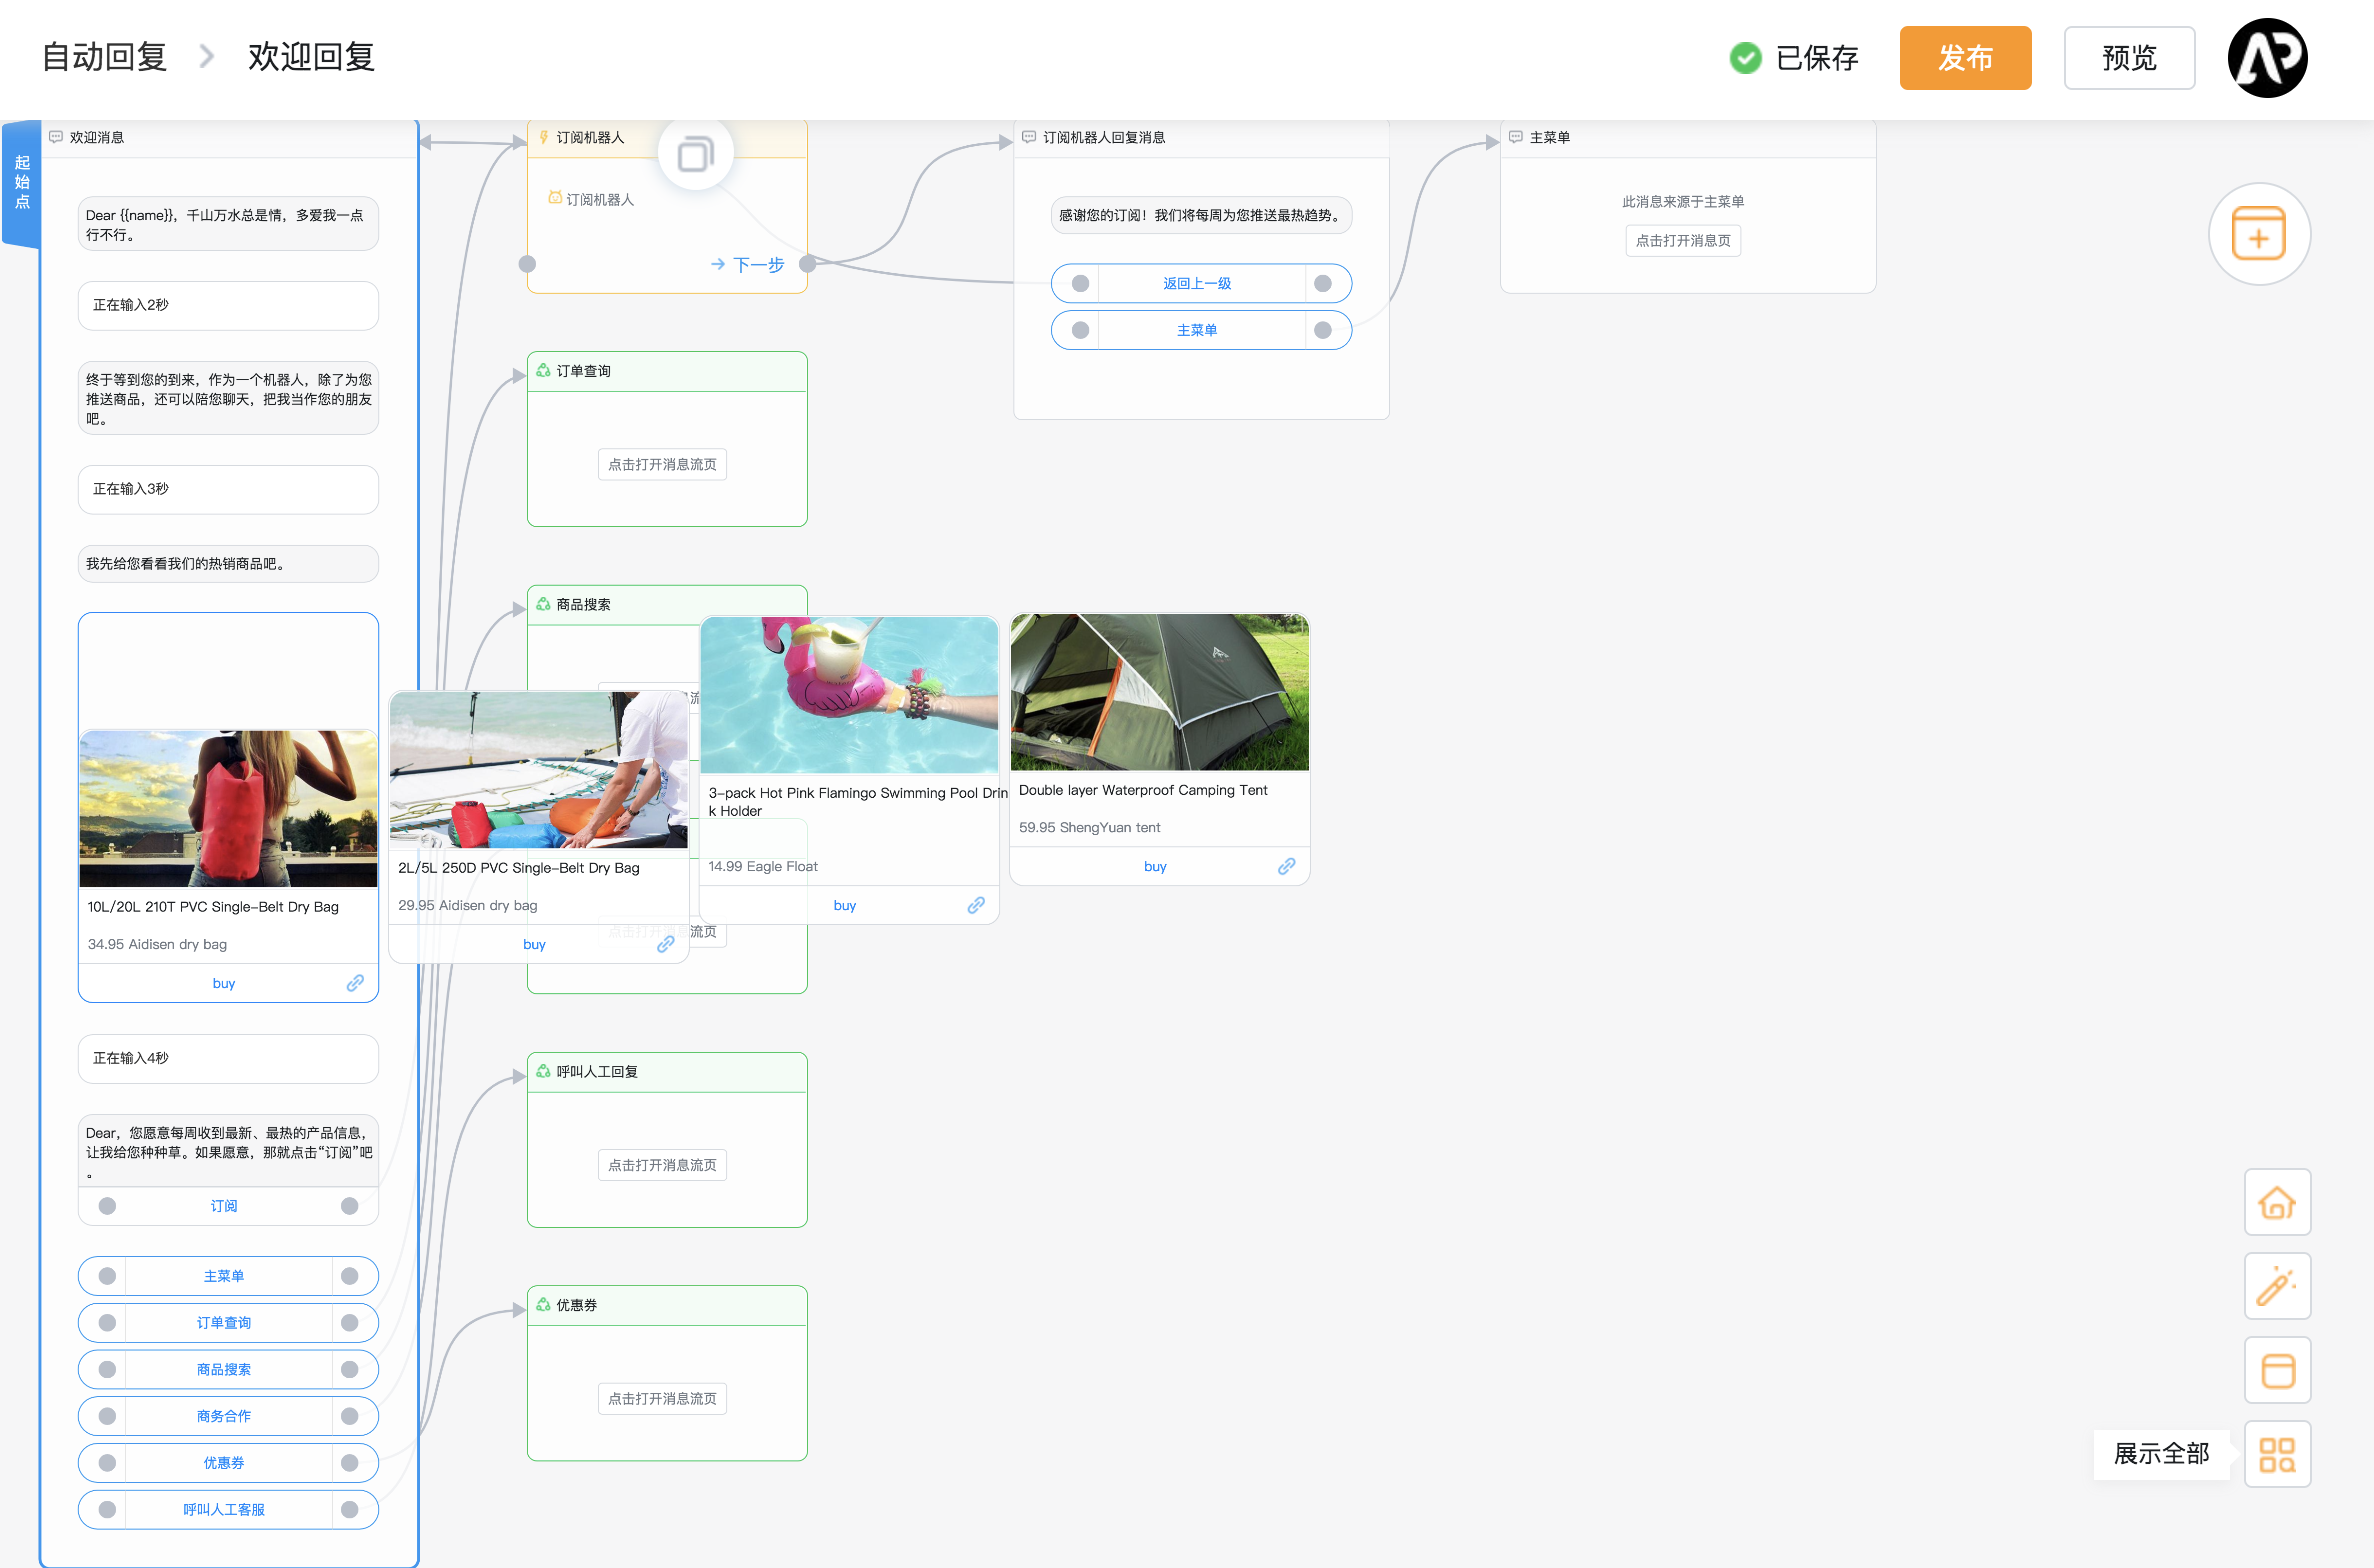 自动回复
欢迎回复
已保存
发布
预览
AP
起始点
欢迎消息
Dear {{name}}，千山万水总是情，多爱我一点
行不行。
正在输入2秒
终于等到您的到来，作为一个机器人，除了为您
推送商品，还可以陪您聊天，把我当作您的朋友
吧。
正在输入3秒
我先给您看看我们的热销商品吧。
10L/20L 210T PVC Single-Belt Dry Bag
34.95 Aidisen dry bag
buy
2L/5L 250D PVC Single-Belt Dry Bag
29.95 Aidisen dry bag
buy
3-pack Hot Pink Flamingo Swimming Pool Drin
k Holder
14.99 Eagle Float
buy
Double layer Waterproof Camping Tent
59.95 ShengYuan tent
buy
正在输入4秒
Dear，您愿意每周收到最新、最热的产品信息，
让我给您种种草。如果愿意，那就点击“订阅”吧
。
订阅
主菜单
订单查询
商品搜索
商务合作
优惠券
呼叫人工客服
订阅机器人
订阅机器人
下一步
订单查询
点击打开消息流页
商品搜索
点击打开消息流页
呼叫人工回复
点击打开消息流页
优惠券
点击打开消息流页
订阅机器人回复消息
感谢您的订阅！我们将每周为您推送最热趋势。
返回上一级
主菜单
主菜单
此消息来源于主菜单
点击打开消息页
展示全部